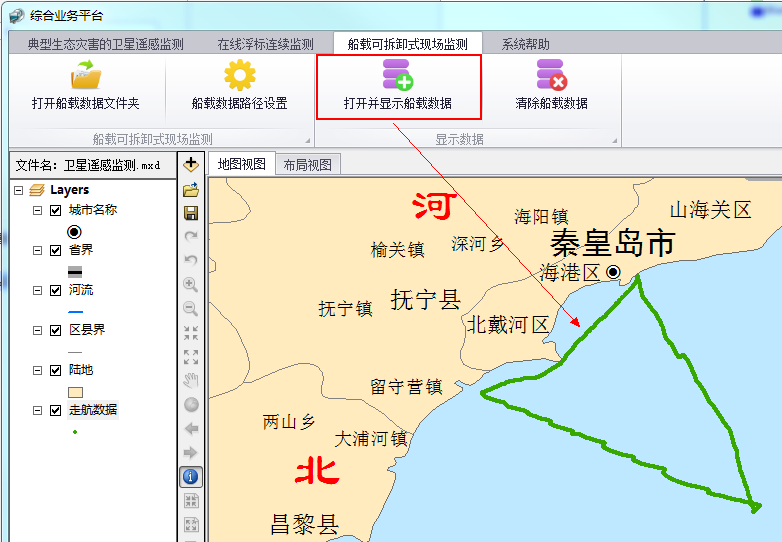 综合业务平台
典型生态灾害的卫星遥感监测 在线浮标连续监测 船载可拆卸式现场监测 系统帮助
打开船载数据文件夹 船载数据路径设置 打开并显示船载数据 清除船载数据
船载可拆卸式现场监测 显示数据
文件名: 卫星遥感监测.mxd
地图视图 布局视图
Layers
城市名称
省界
河流
区县界
陆地
走航数据
河
海阳镇
山海关区
榆关镇
深河乡
秦皇岛市
海港区
抚宁镇
抚宁县
北戴河区
留守营镇
两山乡
大浦河镇
北
昌黎县